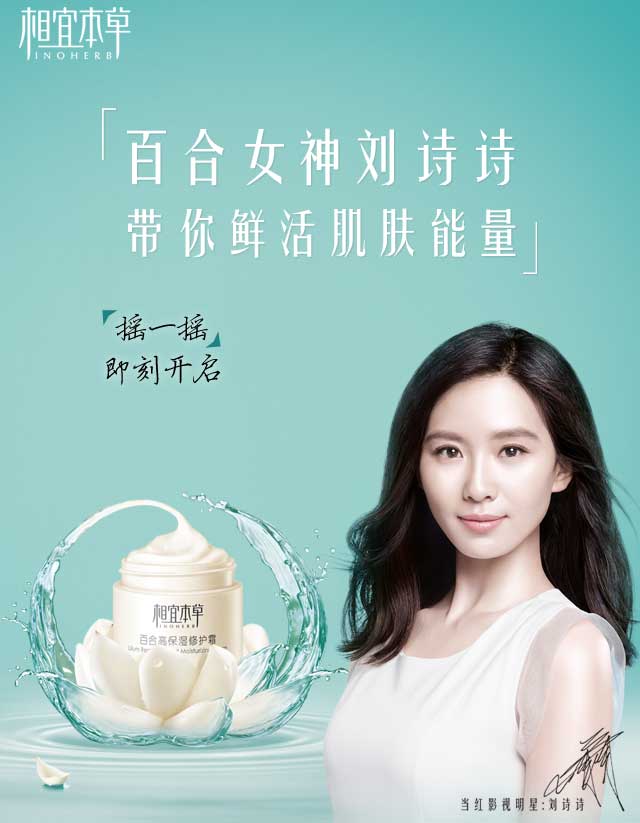 相宜本草
INOHERB
「百合女神刘诗诗
带你鲜活肌肤能量」
摇一摇
即刻开启
相宜本草
INOHERB
百合高保湿修护霜
当红影视明星:刘诗诗